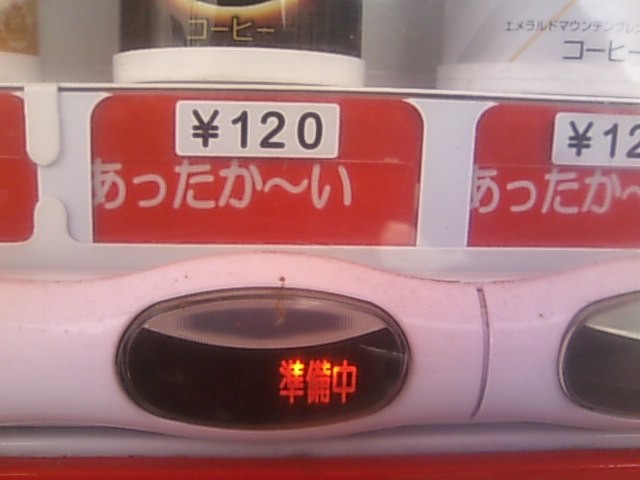 コーヒー
エメラルドマウンテンブレン
コーヒー
¥120
¥12
あったか〜い
あったか〜
準備中